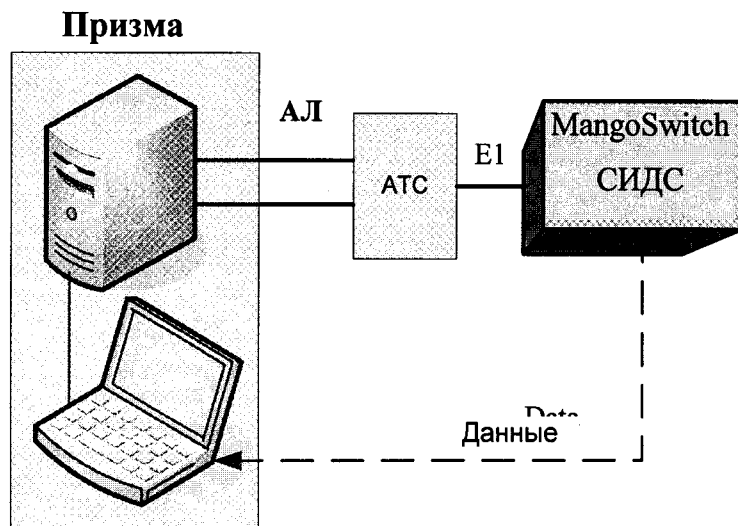 Призма
АЛ
АТС
E1
MangoSwitch
СИДС
Данные